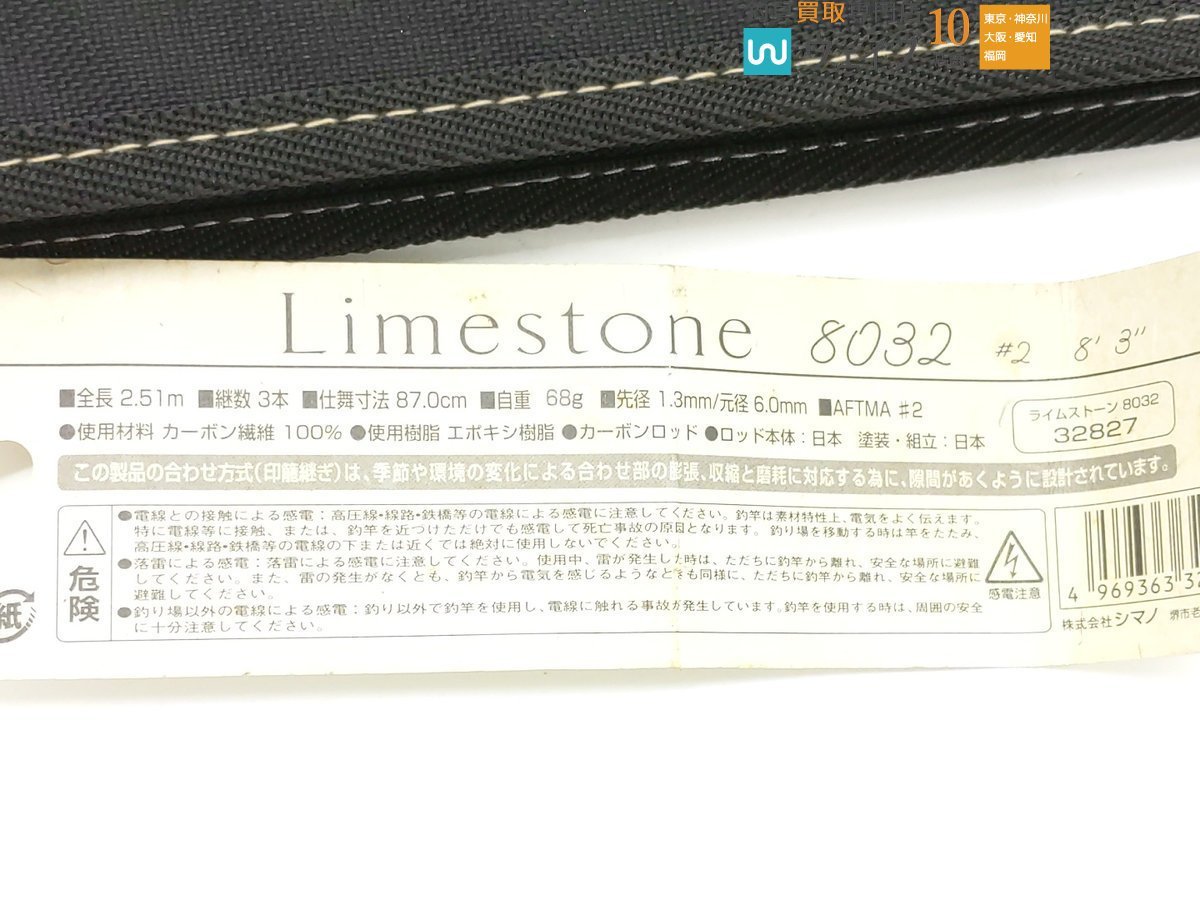 買取
10
東京・神奈川
大阪・愛知
福岡
Limestone 8032 #2 8' 3"
■全長 2.51m ■継数 3本 ■仕舞寸法 87.0cm ■自重 68g ■先径 1.3mm/元径 6.0mm ■AFTMA #2
●使用材料 カーボン繊維 100% ●使用樹脂 エポキシ樹脂 ●カーボンロッド ●ロッド本体：日本 塗装・組立：日本
ライムストーン 8032
32827
この製品の合わせ方式(印籠継ぎ)は、季節や環境の変化による合わせ部の膨張、収縮と磨耗に対応する為に、隙間があくように設計されています。
危険
●電線との接触による感電：高圧線・線路・鉄橋等の電線による感電に注意してください。釣竿は素材特性上、電気をよく伝えます。
特に電線等に接触、または、釣竿を近づけただけでも感電して死亡事故の原因となります。釣り場を移動する時は竿をたたみ、
高圧線・線路・鉄橋等の電線の下または近くでは絶対に使用しないでください。
●落雷による感電：落雷による感電に注意してください。使用中、雷が発生した時は、ただちに釣竿から離れ、安全な場所に避難
してください。また、雷の発生がなくとも、釣竿から電気を感じるようなときも同様に、ただちに釣竿から離れ、安全な場所に
避難してください。
●釣り場以外の電線による感電：釣り以外で釣竿を使用し、電線に触れる事故が発生しています。釣竿を使用する時は、周囲の安全
に十分注意してください。
感電注意
紙
4 969363 32
株式会社シマノ 堺市老